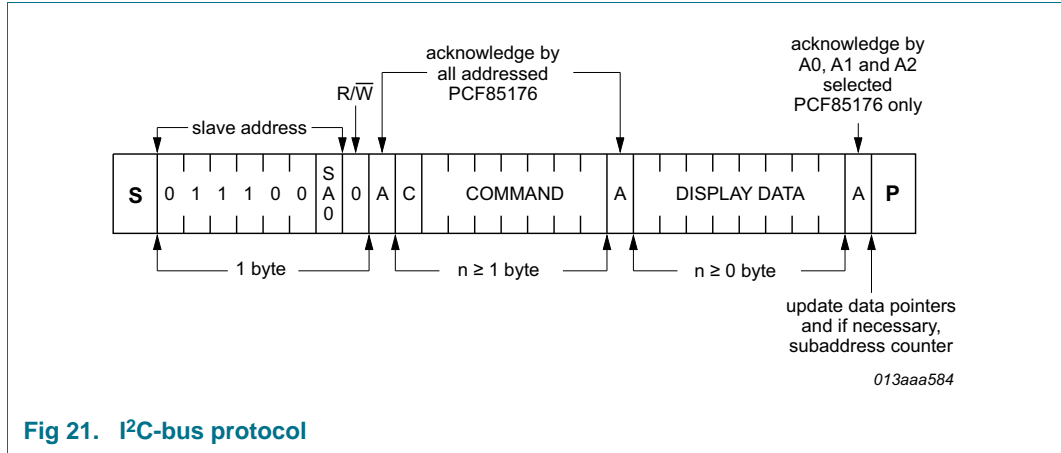 acknowledge by
all addressed
PCF85176
acknowledge by
A0, A1 and A2
selected
PCF85176 only
R/W̅
slave address
S 0 1 1 1 0 0 SA0 0 A C COMMAND A DISPLAY DATA A P
1 byte
n ≥ 1 byte
n ≥ 0 byte
update data pointers
and if necessary,
subaddress counter
013aaa584
Fig 21. I²C-bus protocol